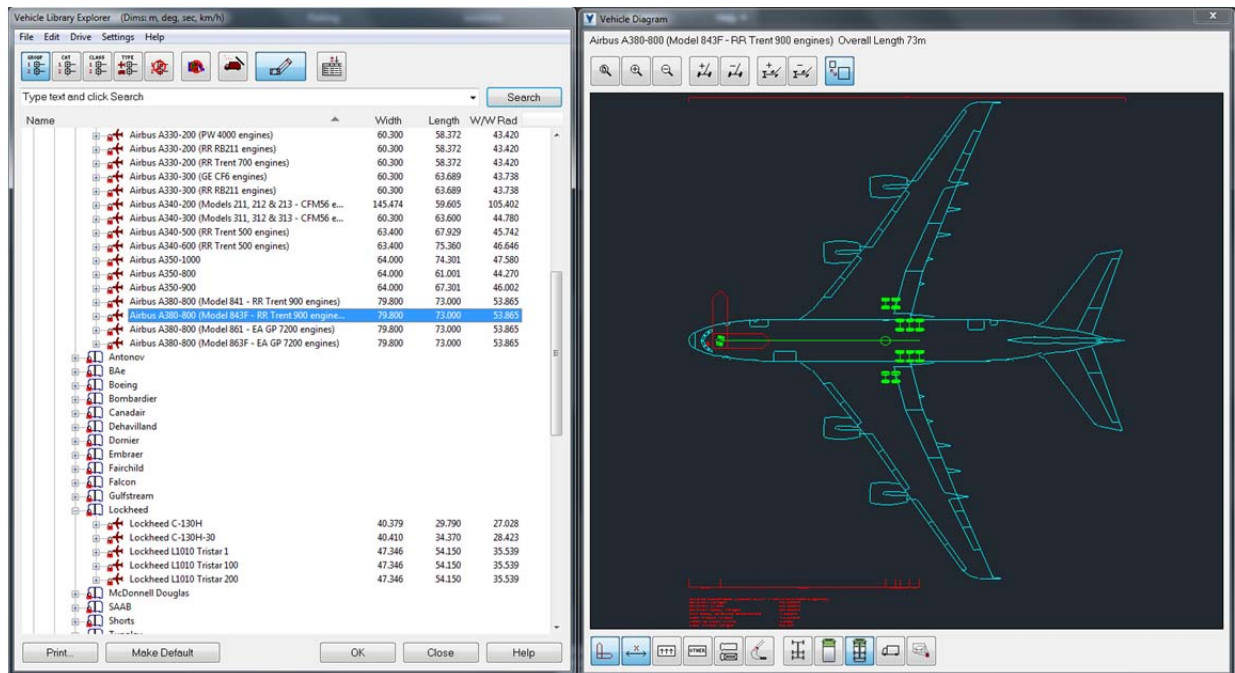 Vehicle Library Explorer (Dims: m, deg, sec, km/h)
File Edit Drive Settings Help
GROUP CAT CLASS TYPE
Type text and click Search Search
Name Width Length W/W Rad
Airbus A330-200 (PW 4000 engines) 60.300 58.372 43.420
Airbus A330-200 (RR RB211 engines) 60.300 58.372 43.420
Airbus A330-200 (RR Trent 700 engines) 60.300 58.372 43.420
Airbus A330-300 (GE CF6 engines) 60.300 63.689 43.738
Airbus A330-300 (RR RB211 engines) 60.300 63.689 43.738
Airbus A340-200 (Models 211, 212 & 213 - CFM56 e... 145.474 59.605 105.402
Airbus A340-300 (Models 311, 312 & 313 - CFM56 e... 60.300 63.600 44.780
Airbus A340-500 (RR Trent 500 engines) 63.400 67.929 45.742
Airbus A340-600 (RR Trent 500 engines) 63.400 75.360 46.646
Airbus A350-1000 64.000 74.301 47.580
Airbus A350-800 64.000 61.001 44.270
Airbus A350-900 64.000 67.301 46.002
Airbus A380-800 (Model 841 - RR Trent 900 engines) 79.800 73.000 53.865
Airbus A380-800 (Model 843F - RR Trent 900 engine... 79.800 73.000 53.865
Airbus A380-800 (Model 861 - EA GP 7200 engines) 79.800 73.000 53.865
Airbus A380-800 (Model 863F - EA GP 7200 engines) 79.800 73.000 53.865
Antonov
BAe
Boeing
Bombardier
Canadair
Dehavilland
Dornier
Embraer
Fairchild
Falcon
Gulfstream
Lockheed
Lockheed C-130H 40.379 29.790 27.028
Lockheed C-130H-30 40.410 34.370 28.423
Lockheed L1010 Tristar 1 47.346 54.150 35.539
Lockheed L1010 Tristar 100 47.346 54.150 35.539
Lockheed L1010 Tristar 200 47.346 54.150 35.539
McDonnell Douglas
SAAB
Shorts
Print... Make Default OK Close Help
Vehicle Diagram
Airbus A380-800 (Model 843F - RR Trent 900 engines) Overall Length 73m
OTHER